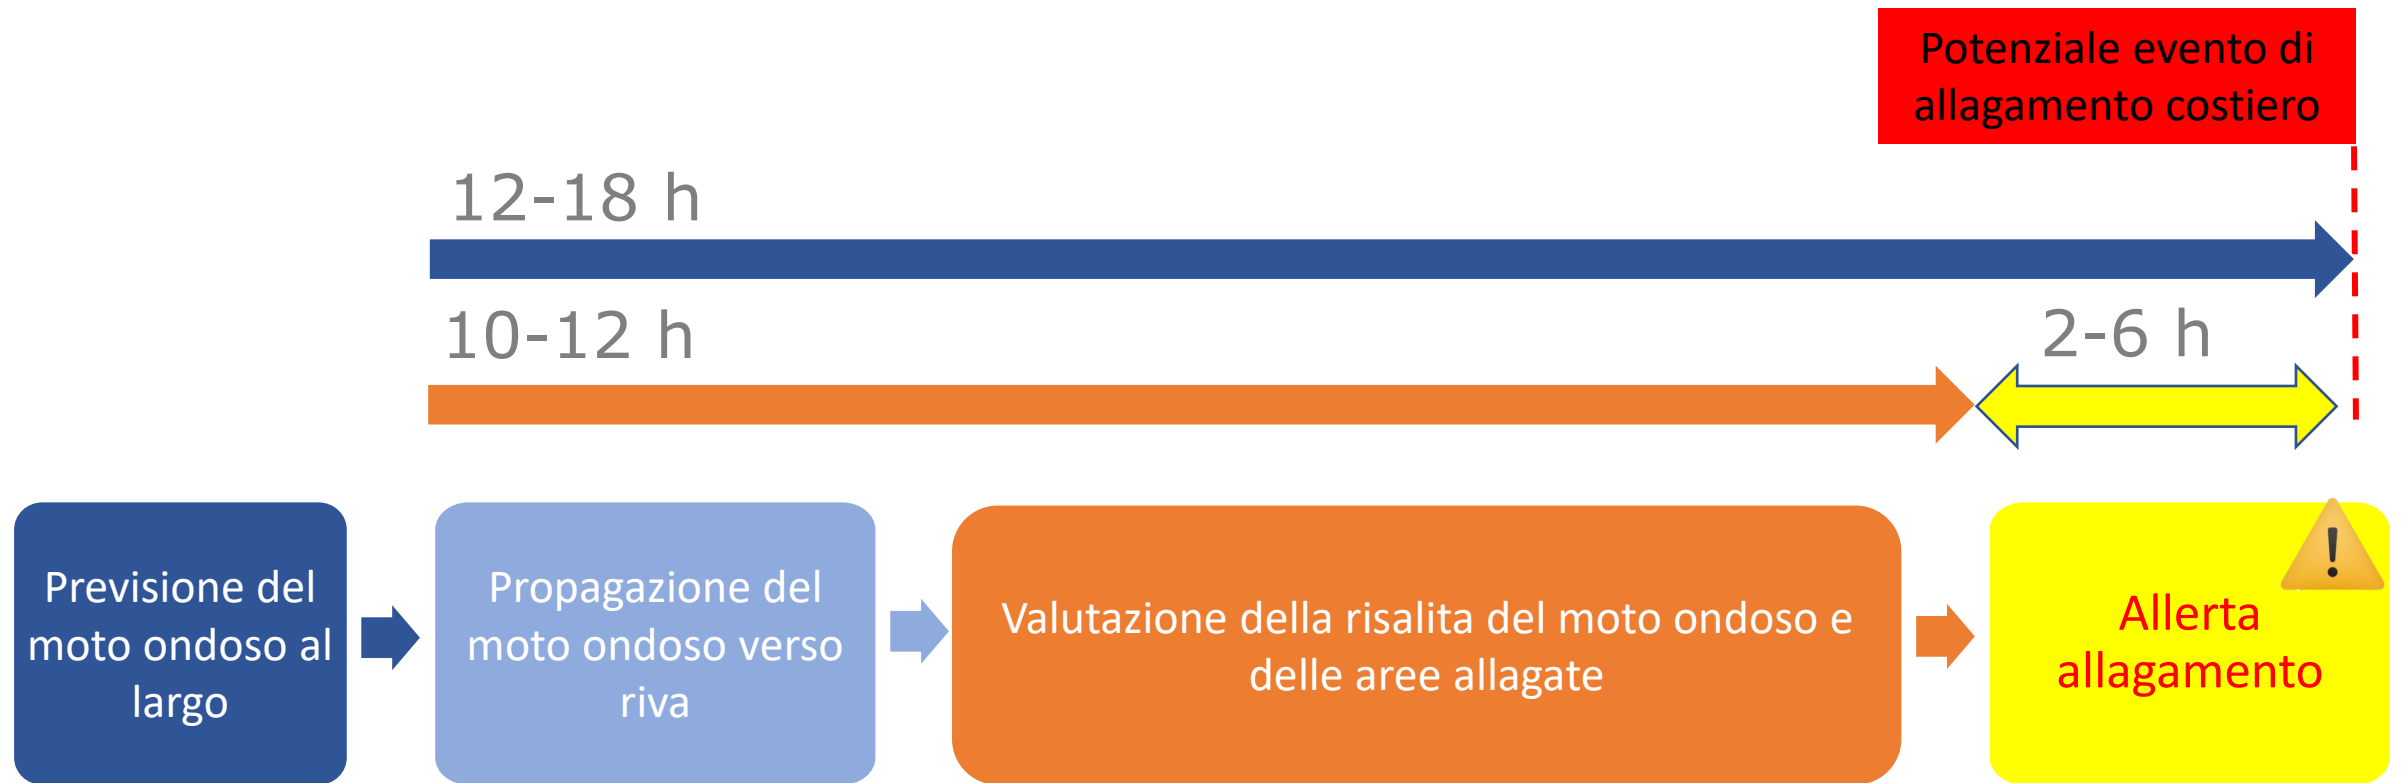 Potenziale evento di
allagamento costiero
12-18 h
10-12 h
2-6 h
Previsione del
moto ondoso al
largo
Propagazione del
moto ondoso verso
riva
Valutazione della risalita del moto ondoso e
delle aree allagate
!
Allerta
allagamento